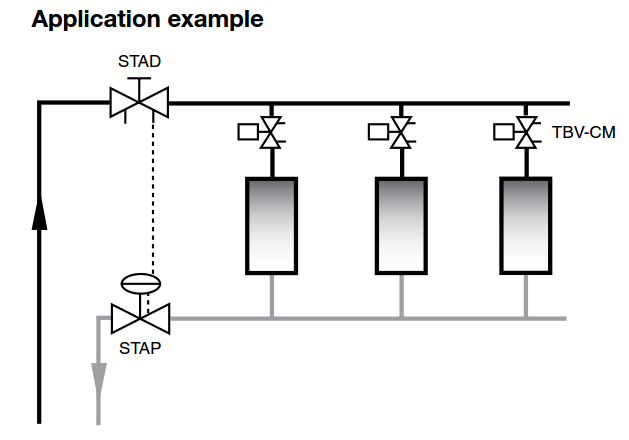 Application example
STAD
TBV-CM
STAP